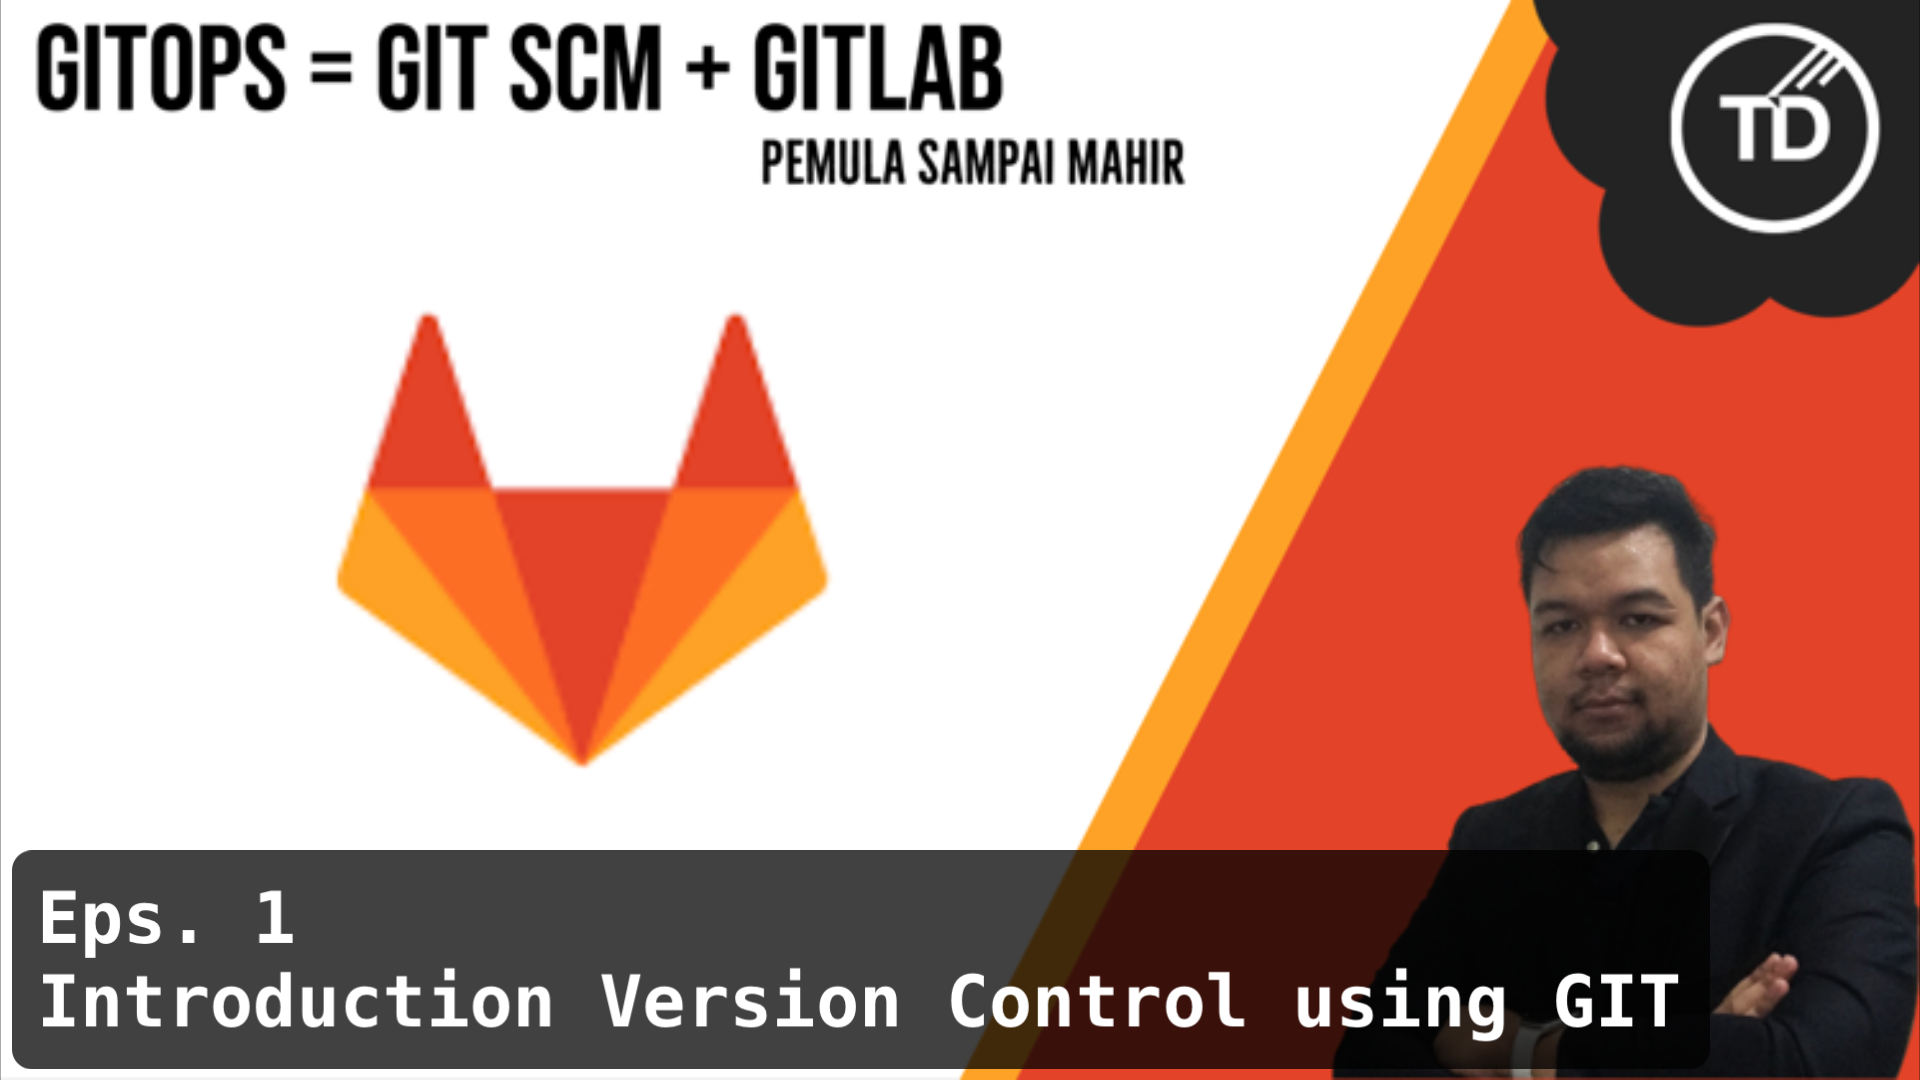 GITOPS = GIT SCM + GITLAB
PEMULA SAMPAI MAHIR
TD
Eps. 1
Introduction Version Control using GIT